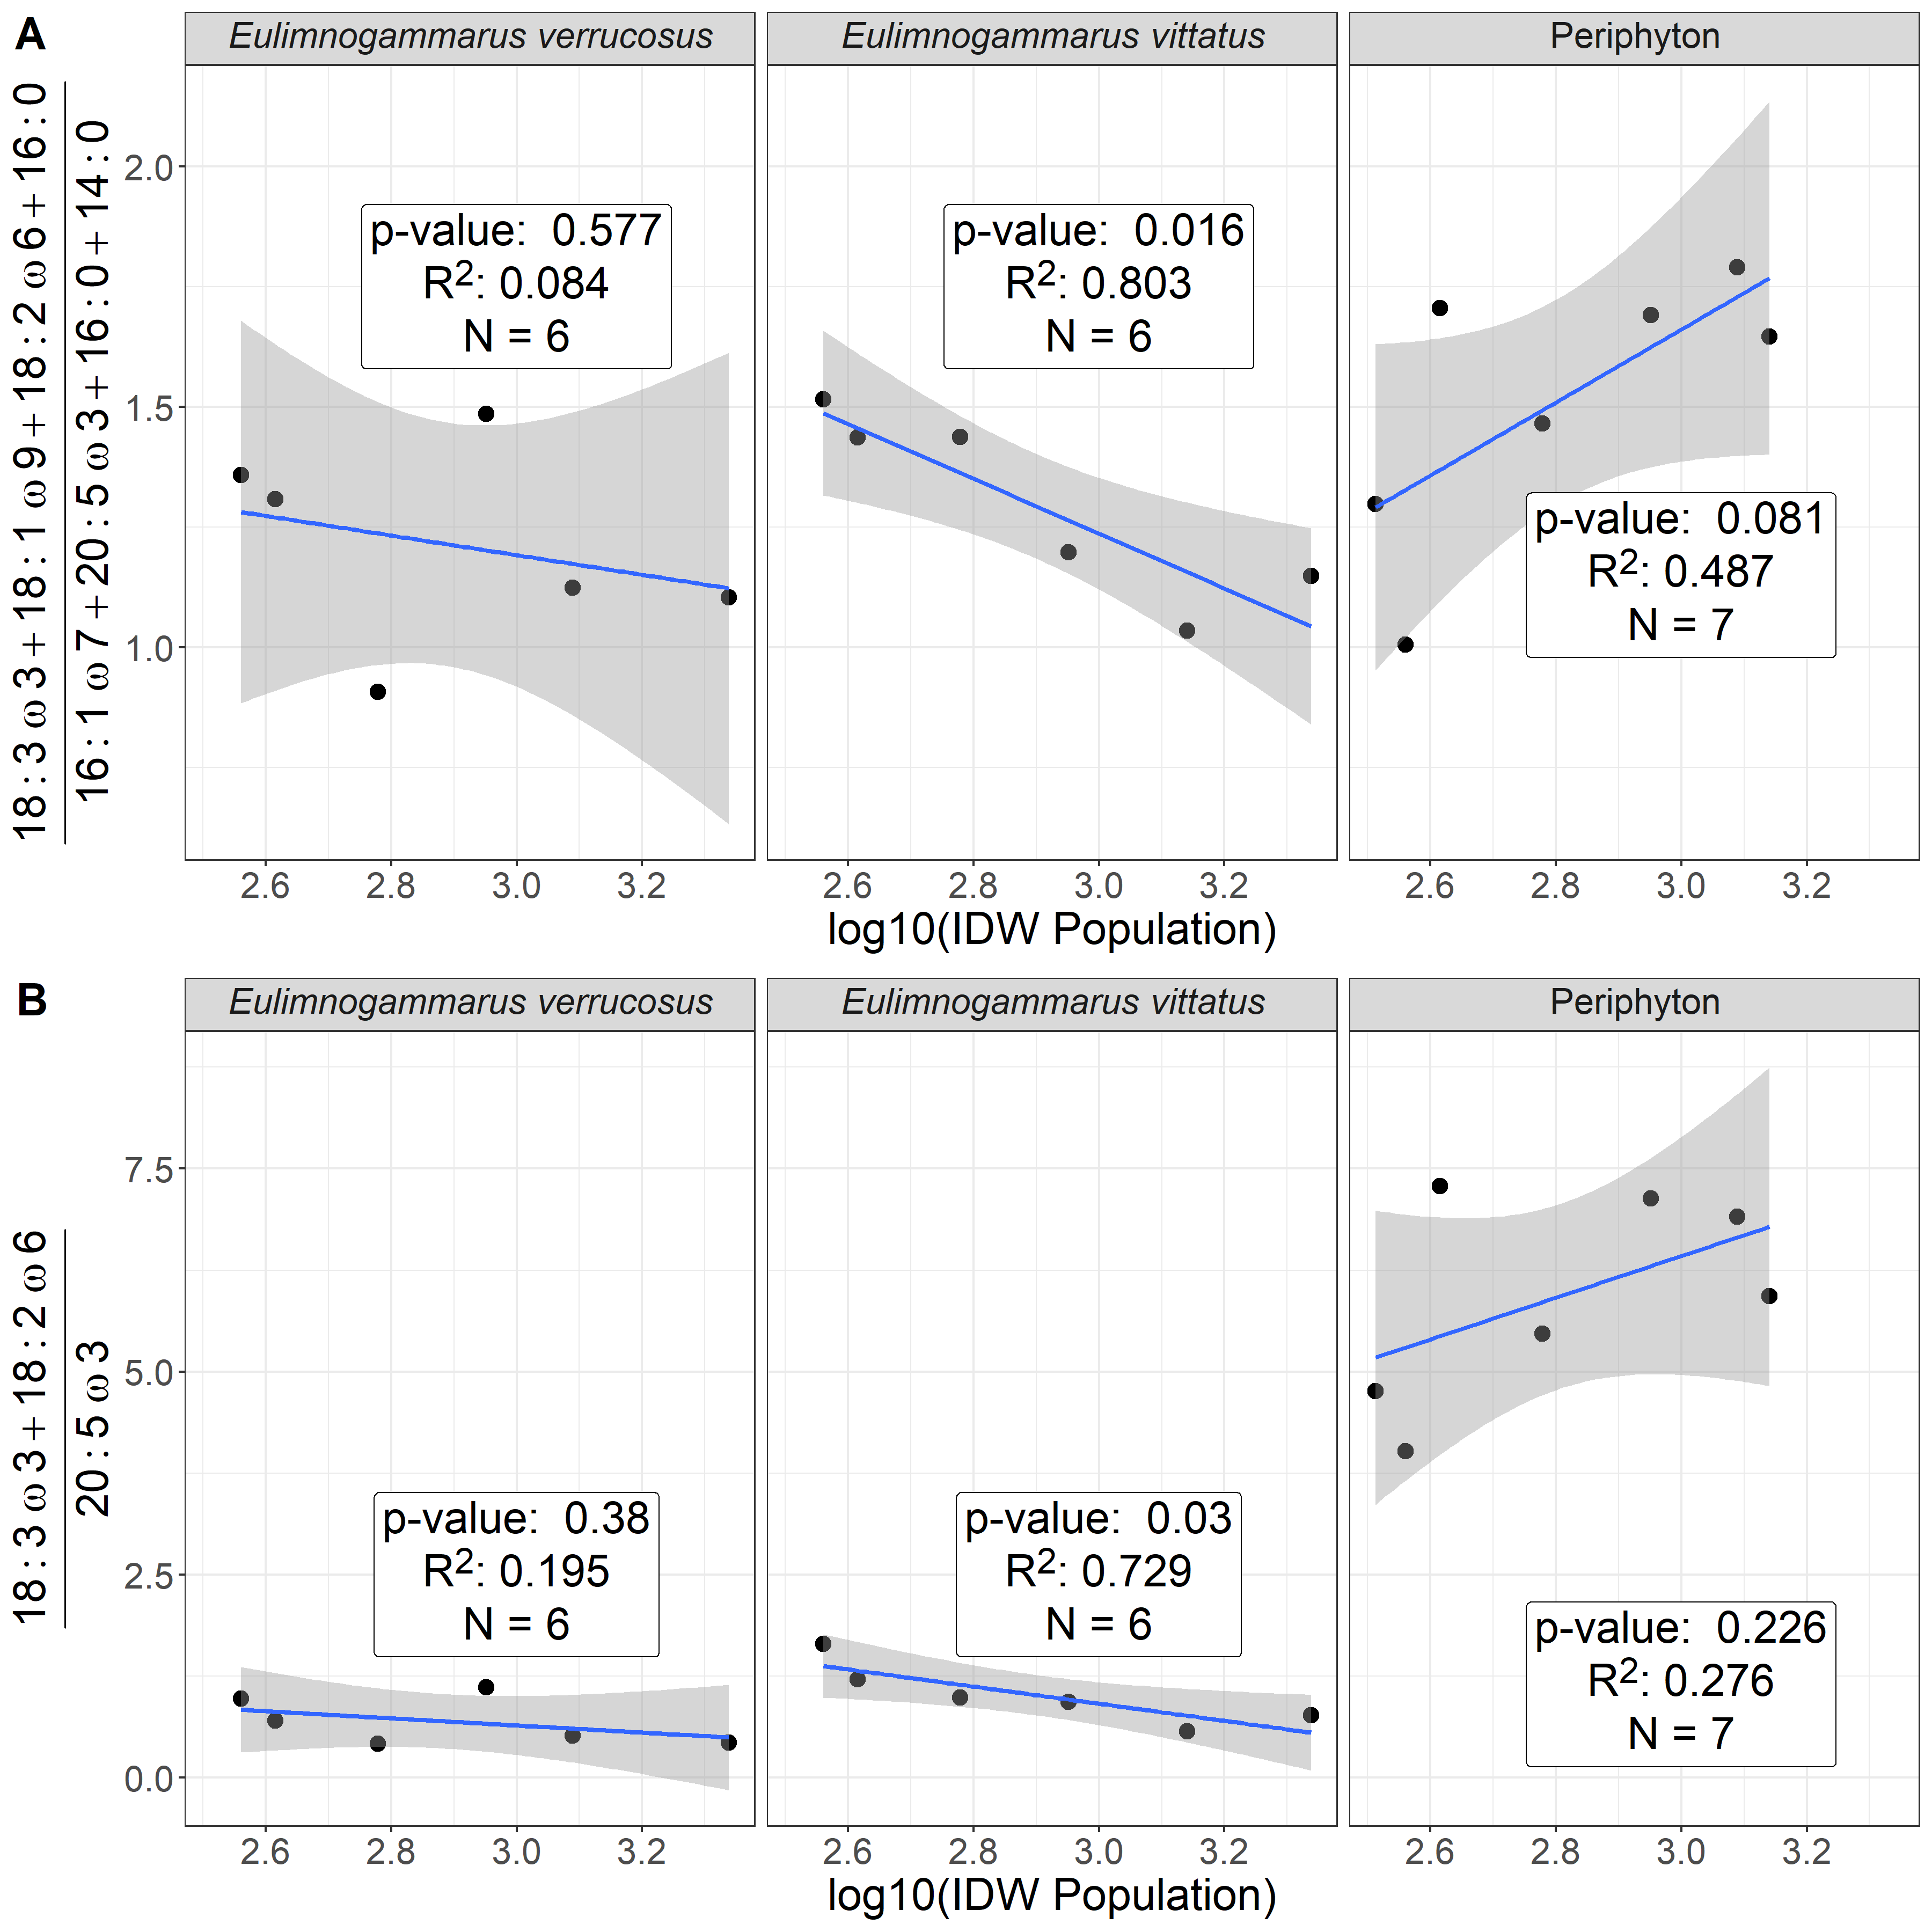 A
Eulimnogammarus verrucosus
Eulimnogammarus vittatus
Periphyton
18:3ω3+18:1ω9+18:2ω6+16:0
16:1ω7+20:5ω3+16:0+14:0
2.0
1.5
1.0
p-value: 0.577
R²: 0.084
N = 6
p-value: 0.016
R²: 0.803
N = 6
p-value: 0.081
R²: 0.487
N = 7
2.6 2.8 3.0 3.2
2.6 2.8 3.0 3.2
2.6 2.8 3.0 3.2
log10(IDW Population)
B
Eulimnogammarus verrucosus
Eulimnogammarus vittatus
Periphyton
18:3ω3+18:2ω6
20:5ω3
7.5
5.0
2.5
0.0
p-value: 0.38
R²: 0.195
N = 6
p-value: 0.03
R²: 0.729
N = 6
p-value: 0.226
R²: 0.276
N = 7
2.6 2.8 3.0 3.2
2.6 2.8 3.0 3.2
2.6 2.8 3.0 3.2
log10(IDW Population)